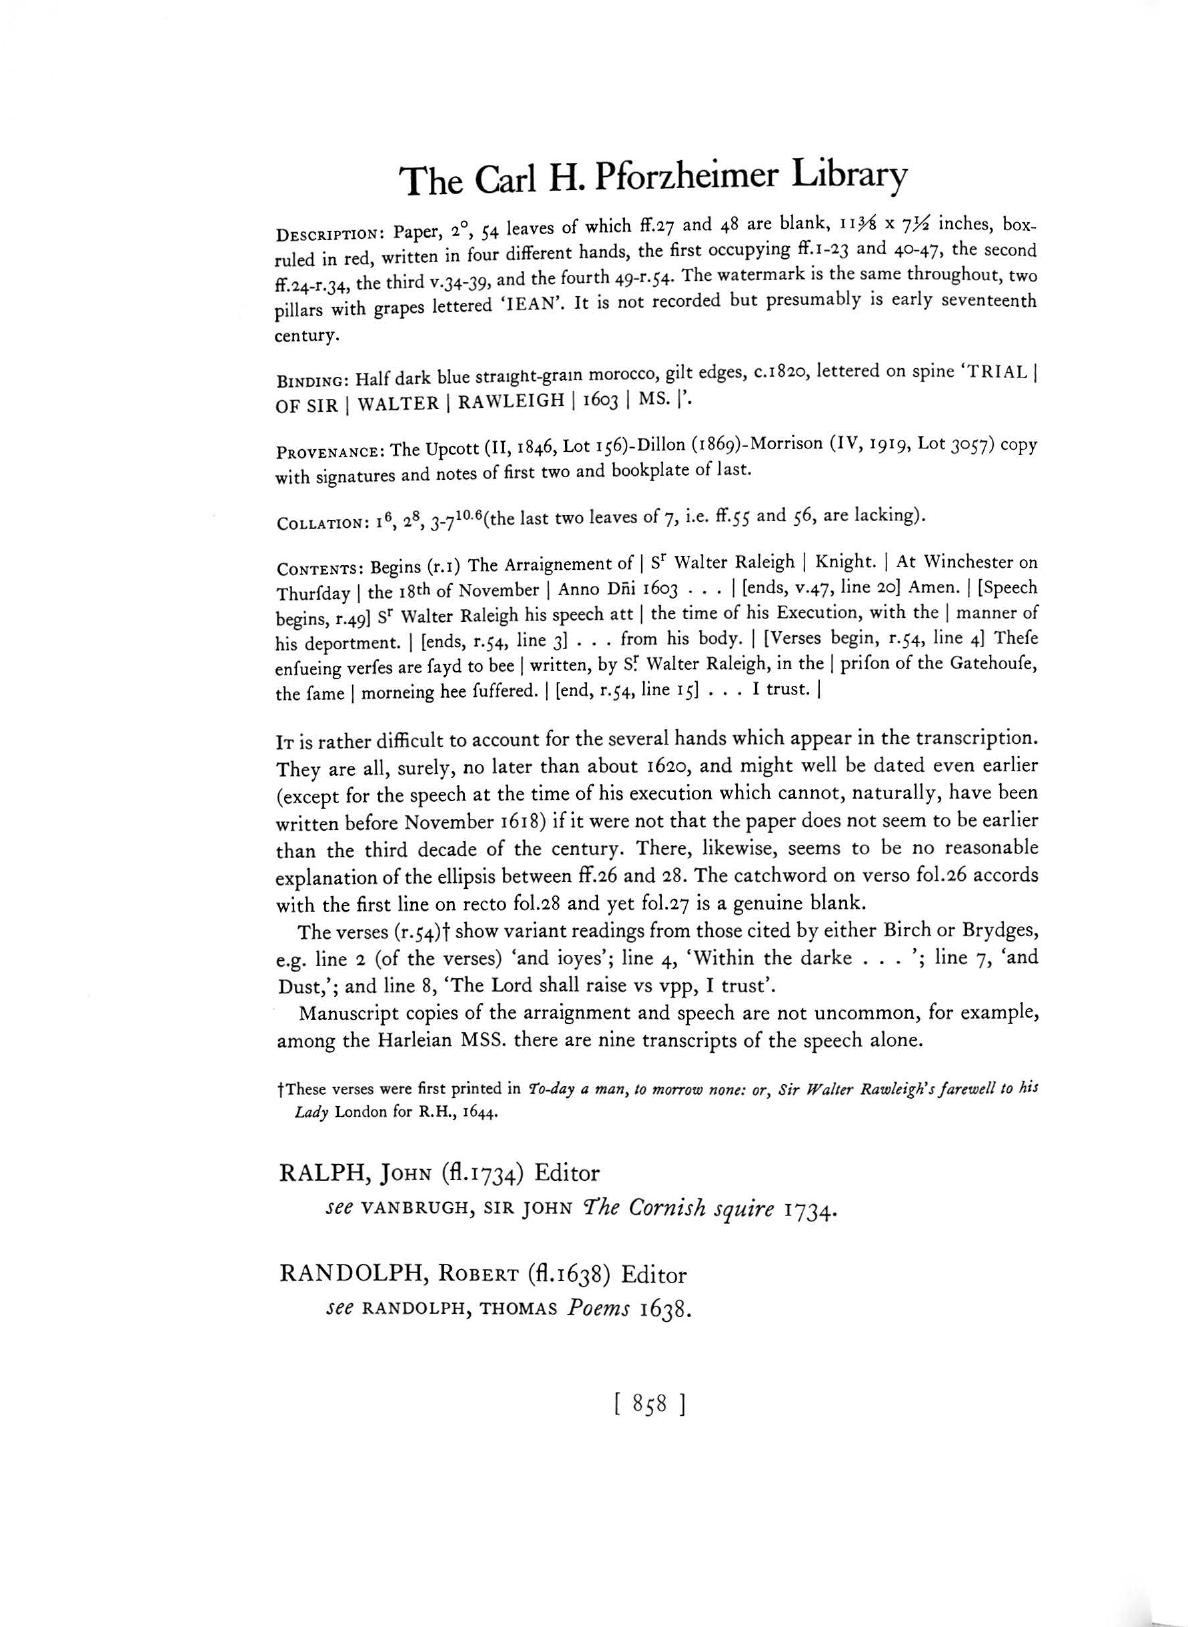 The Carl H. Pforzheimer Library
DESCRIPTION: Paper, 2°, 54 leaves of which ff.27 and 48 are blank, 11⅜ x 7½ inches, box-
ruled in red, written in four different hands, the first occupying ff.1-23 and 40-47, the second
ff.24-r.34, the third v.34-39, and the fourth 49-r.54. The watermark is the same throughout, two
pillars with grapes lettered ‘IEAN’. It is not recorded but presumably is early seventeenth
century.
BINDING: Half dark blue straight-grain morocco, gilt edges, c.1820, lettered on spine ‘TRIAL |
OF SIR | WALTER | RAWLEIGH | 1603 | MS. |’.
PROVENANCE: The Upcott (II, 1846, Lot 156)-Dillon (1869)-Morrison (IV, 1919, Lot 3057) copy
with signatures and notes of first two and bookplate of last.
COLLATION: 1⁶, 2⁸, 3-7¹⁰·⁶(the last two leaves of 7, i.e. ff.55 and 56, are lacking).
CONTENTS: Begins (r.1) The Arraignement of | Sʳ Walter Raleigh | Knight. | At Winchester on
Thurſday | the 18th of November | Anno Dn̄i 1603 . . . | [ends, v.47, line 20] Amen. | [Speech
begins, r.49] Sʳ Walter Raleigh his speech att | the time of his Execution, with the | manner of
his deportment. | [ends, r.54, line 3] . . . from his body. | [Verses begin, r.54, line 4] Theſe
enſueing verſes are ſayd to bee | written, by Sʳ. Walter Raleigh, in the | priſon of the Gatehouſe,
the ſame | morneing hee ſuffered. | [end, r.54, line 15] . . . I trust. |
IT is rather difficult to account for the several hands which appear in the transcription.
They are all, surely, no later than about 1620, and might well be dated even earlier
(except for the speech at the time of his execution which cannot, naturally, have been
written before November 1618) if it were not that the paper does not seem to be earlier
than the third decade of the century. There, likewise, seems to be no reasonable
explanation of the ellipsis between ff.26 and 28. The catchword on verso fol.26 accords
with the first line on recto fol.28 and yet fol.27 is a genuine blank.
The verses (r.54)† show variant readings from those cited by either Birch or Brydges,
e.g. line 2 (of the verses) ‘and ioyes’; line 4, ‘Within the darke . . . ’; line 7, ‘and
Dust,’; and line 8, ‘The Lord shall raise vs vpp, I trust’.
Manuscript copies of the arraignment and speech are not uncommon, for example,
among the Harleian MSS. there are nine transcripts of the speech alone.
†These verses were first printed in To-day a man, to morrow none: or, Sir Walter Rawleigh's farewell to his
Lady London for R.H., 1644.
RALPH, JOHN (fl.1734) Editor
see VANBRUGH, SIR JOHN The Cornish squire 1734.
RANDOLPH, ROBERT (fl.1638) Editor
see RANDOLPH, THOMAS Poems 1638.
[ 858 ]